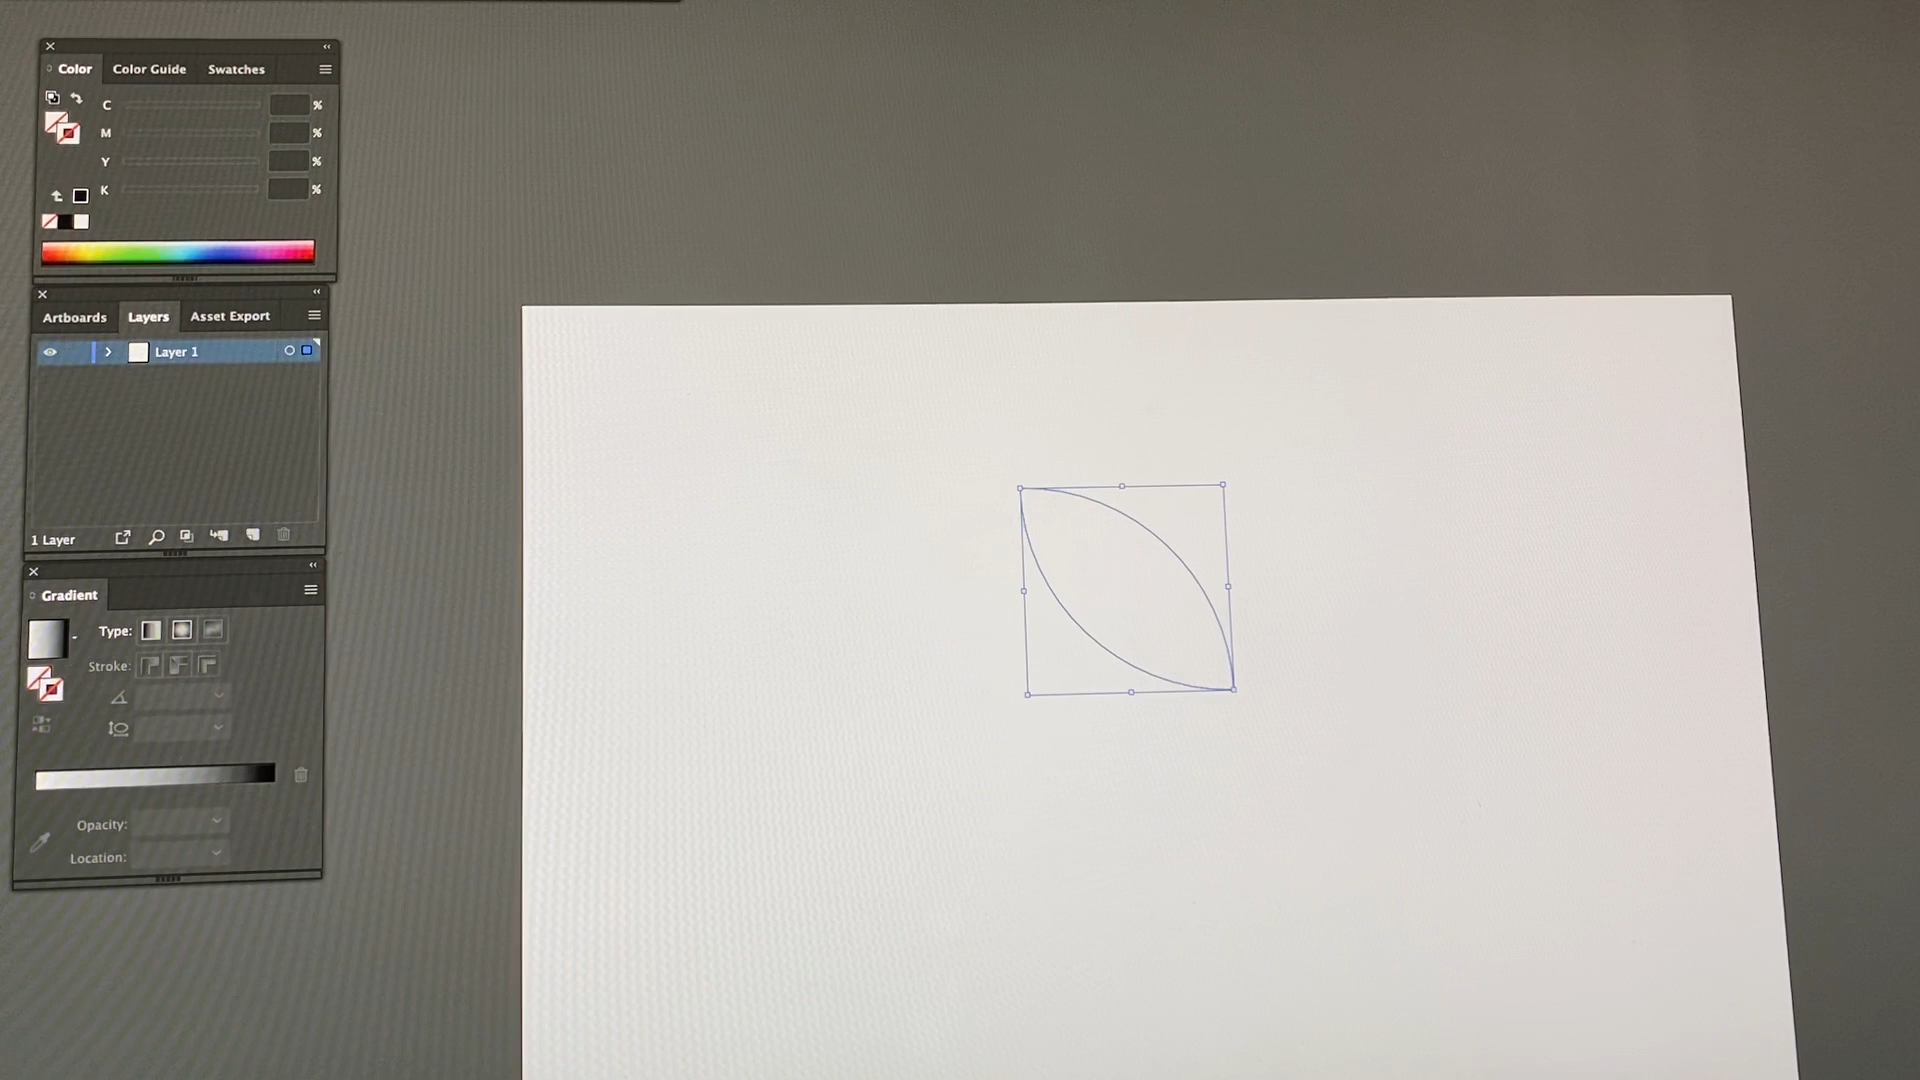 Color Color Guide Swatches
C %
M %
Y %
K %
Artboards Layers Asset Export
Layer 1
1 Layer
Gradient
Type:
Stroke:
Opacity:
Location: